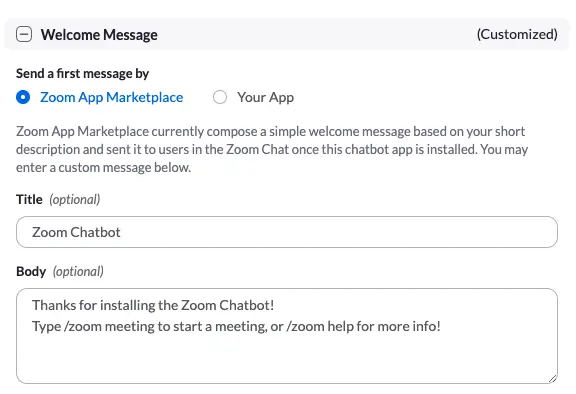 Welcome Message (Customized)
Send a first message by
Zoom App Marketplace Your App
Zoom App Marketplace currently compose a simple welcome message based on your short
description and sent it to users in the Zoom Chat once this chatbot app is installed. You may
enter a custom message below.
Title (optional)
Zoom Chatbot
Body (optional)
Thanks for installing the Zoom Chatbot!
Type /zoom meeting to start a meeting, or /zoom help for more info!